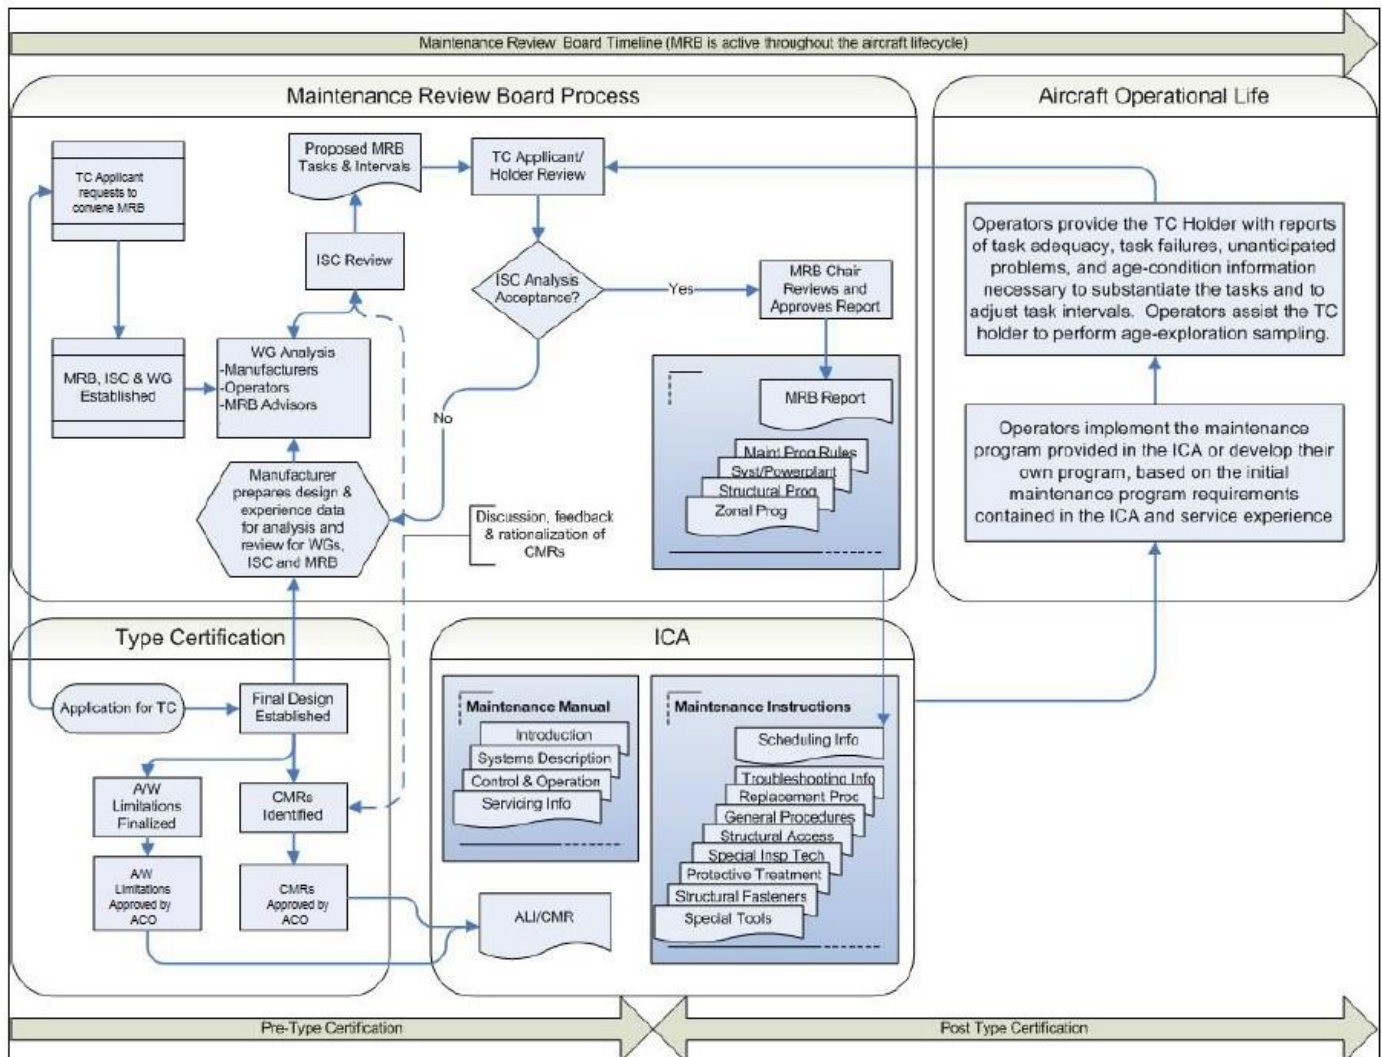 Maintenance Review Board Timeline (MRB is active throughout the aircraft lifecycle)
Maintenance Review Board Process
TC Applicant
requests to
convene MRB
MRB, ISC & WG
Established
Proposed MRB
Tasks & Intervals
ISC Review
WG Analysis
-Manufacturers
-Operators
-MRB Advisors
Manufacturer
prepares design &
experience data
for analysis and
review for WGs,
ISC and MRB
TC Appllicant/
Holder Review
ISC Analysis
Acceptance?
Yes
No
MRB Chair
Reviews and
Approves Report
MRB Report
Maint Prog Rules
Syst/Powerplant
Structural Prog
Zonal Prog
Discussion, feedback
& rationalization of
CMRs
Aircraft Operational Life
Operators provide the TC Holder with reports
of task adequacy, task failures, unanticipated
problems, and age-condition information
necessary to substantiate the tasks and to
adjust task intervals. Operators assist the TC
holder to perform age-exploration sampling.
Operators implement the maintenance
program provided in the ICA or develop their
own program, based on the initial
maintenance program requirements
contained in the ICA and service experience
Type Certification
Application for TC
Final Design
Established
A/W
Limitations
Finalized
CMRs
Identified
A/W
Limitations
Approved by
ACO
CMRs
Approved by
ACO
ICA
Maintenance Manual
Introduction
Systems Description
Control & Operation
Servicing Info
ALI/CMR
Maintenance Instructions
Scheduling Info
Troubleshooting Info
Replacement Proc
General Procedures
Structural Access
Special Insp Tech
Protective Treatment
Structural Fasteners
Special Tools
Pre-Type Certification
Post Type Certification